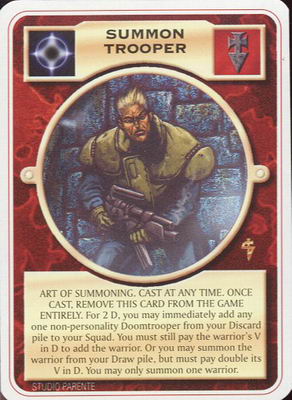 SUMMON
TROOPER
ART OF SUMMONING. CAST AT ANY TIME. ONCE
CAST, REMOVE THIS CARD FROM THE GAME
ENTIRELY. For 2 D, you may immediately add any
one non-personality Doomtrooper from your Discard
pile to your Squad. You must still pay the warrior's V
in D to add the warrior. Or you may summon the
warrior from your Draw pile, but must pay double its
V in D. You may only summon one warrior.
STUDIO PARENTE